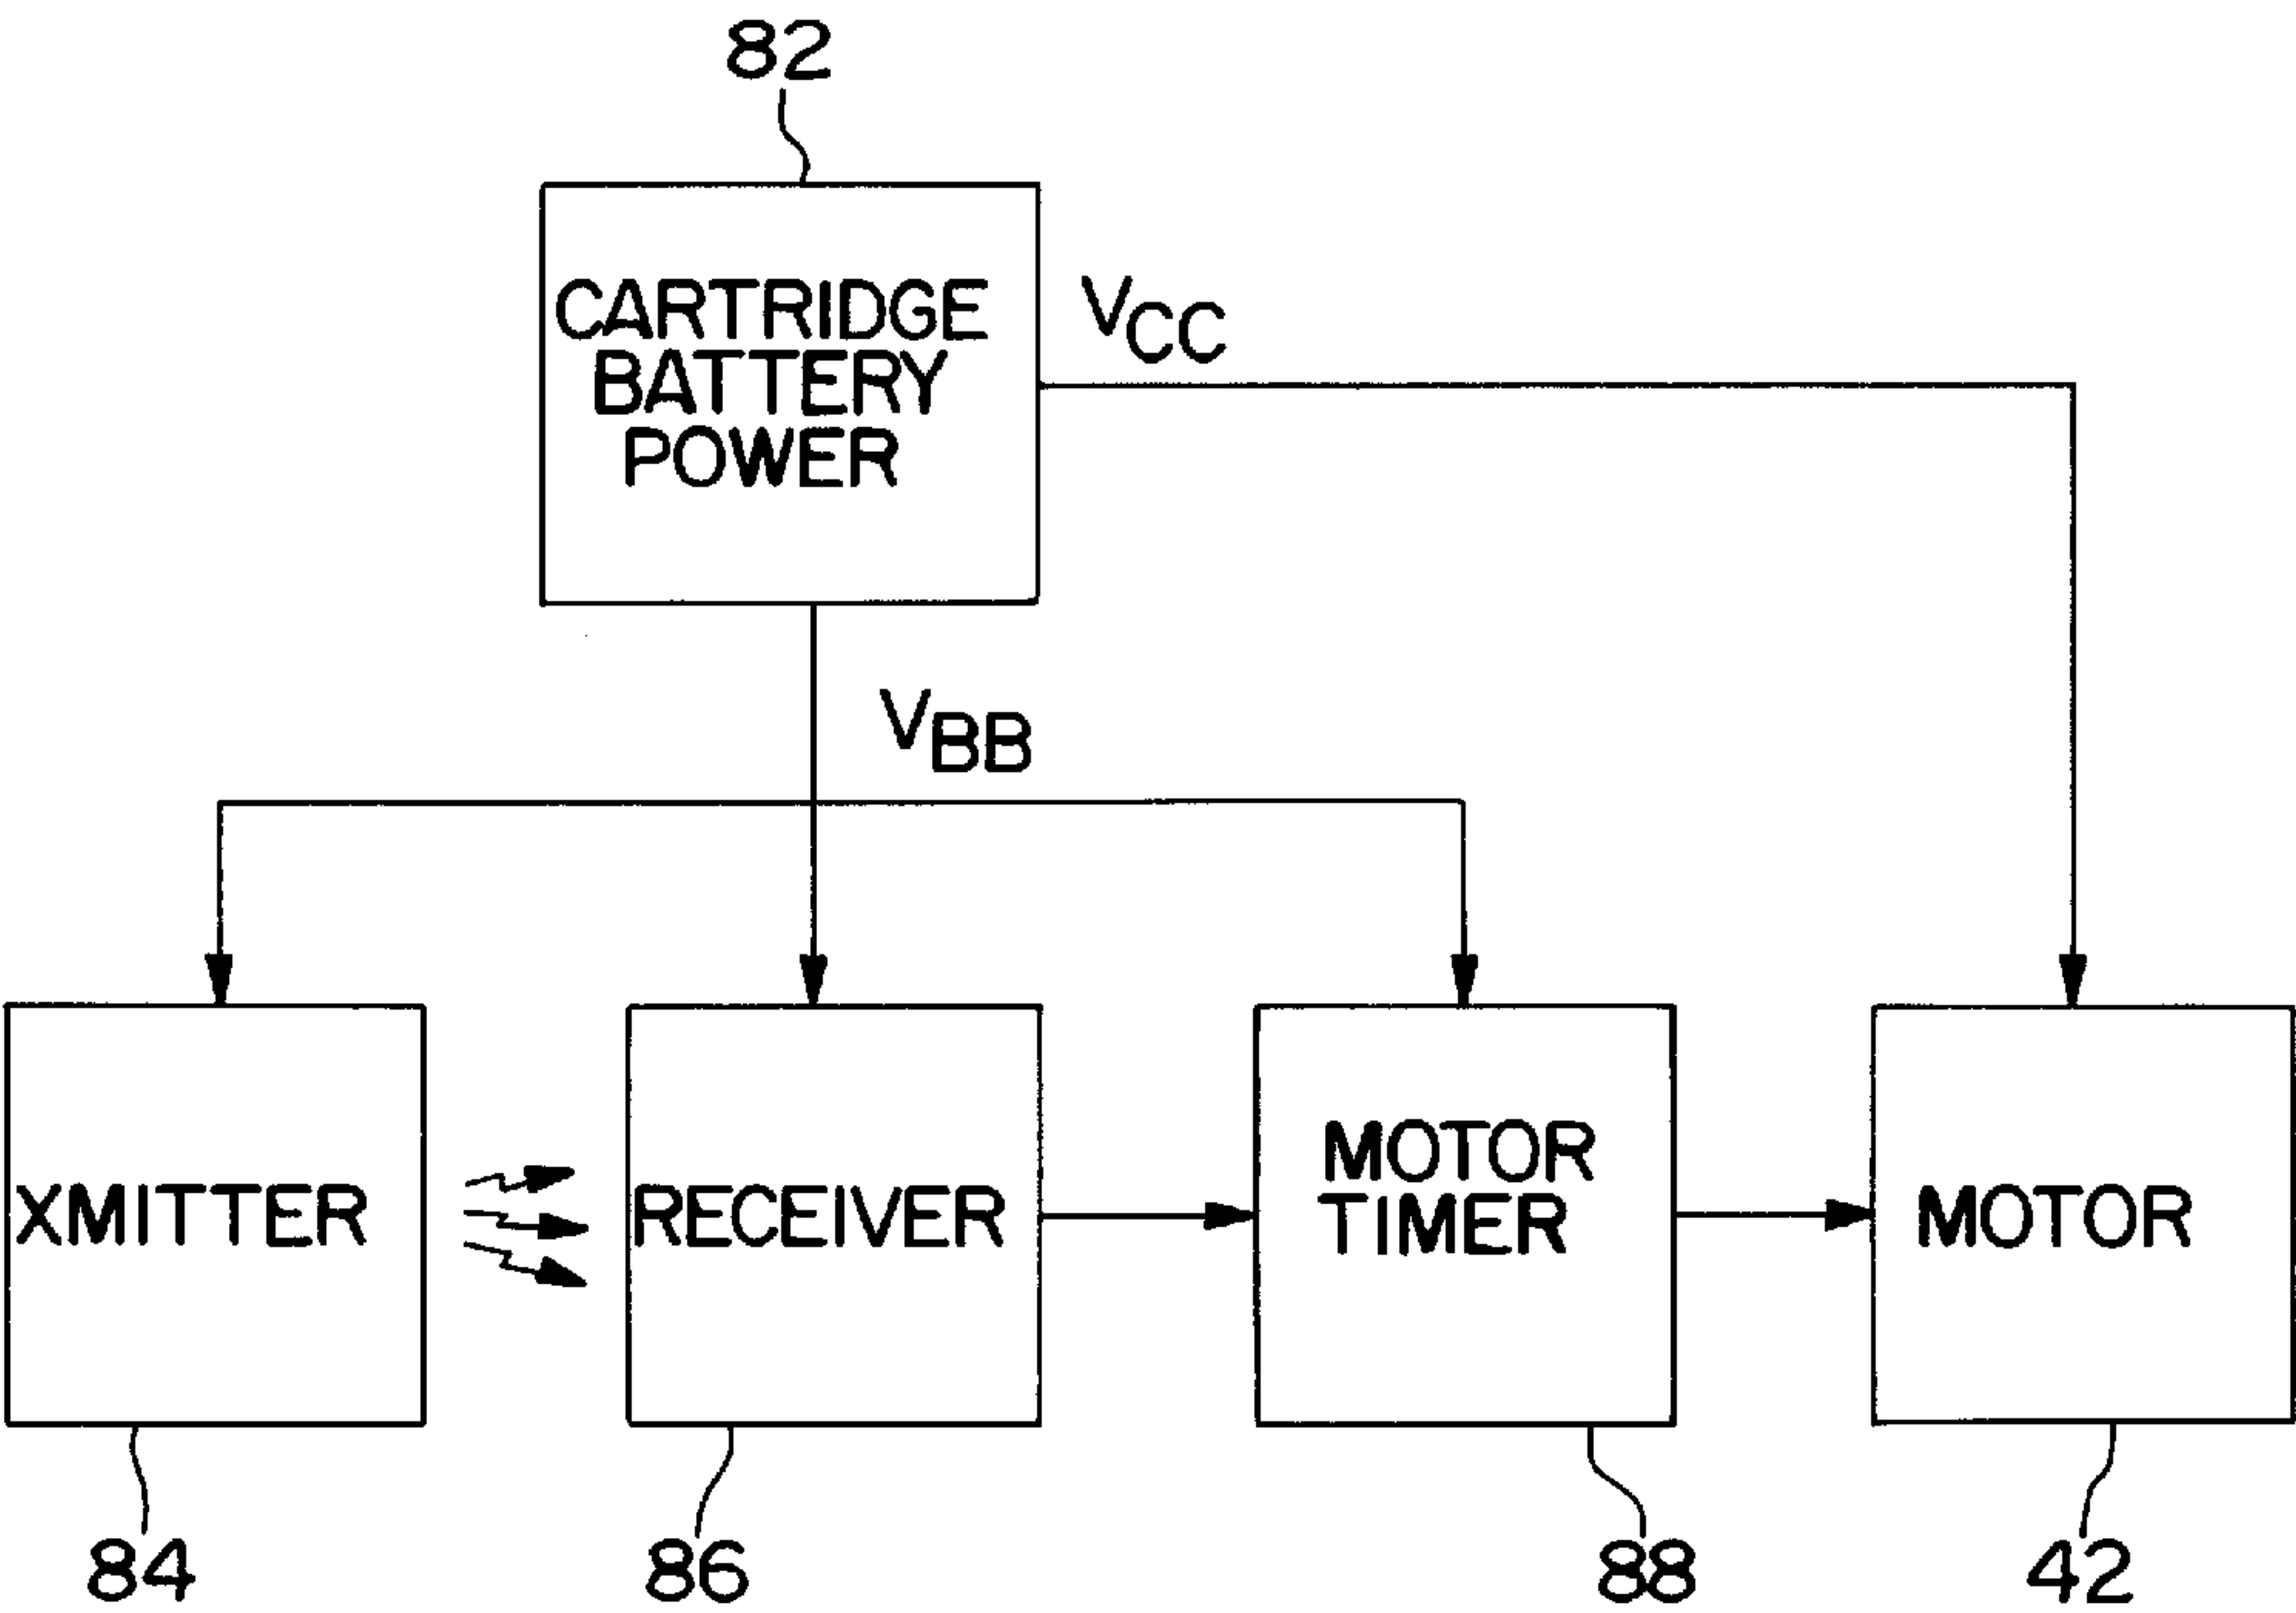 82
CARTRIDGE
BATTERY
POWER
VCC
VBB
XMITTER
RECEIVER
MOTOR
TIMER
MOTOR
84
86
88
42